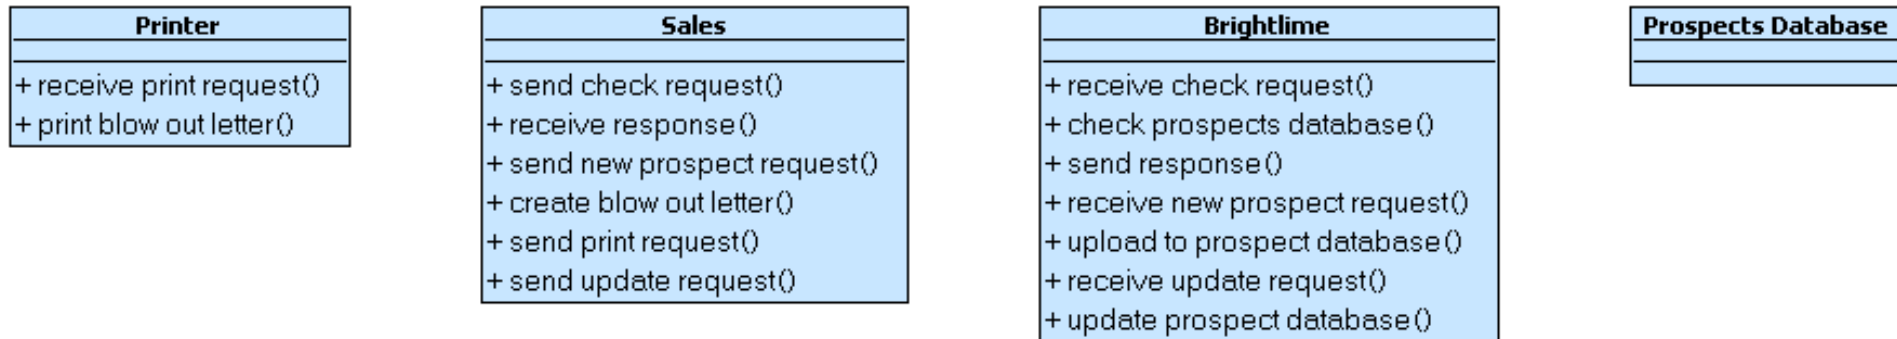 Printer
+ receive print request()
+ print blow out letter()
Sales
+ send check request()
+ receive response()
+ send new prospect request()
+ create blow out letter()
+ send print request()
+ send update request()
Brightlime
+ receive check request()
+ check prospects database()
+ send response()
+ receive new prospect request()
+ upload to prospect database()
+ receive update request()
+ update prospect database()
Prospects Database